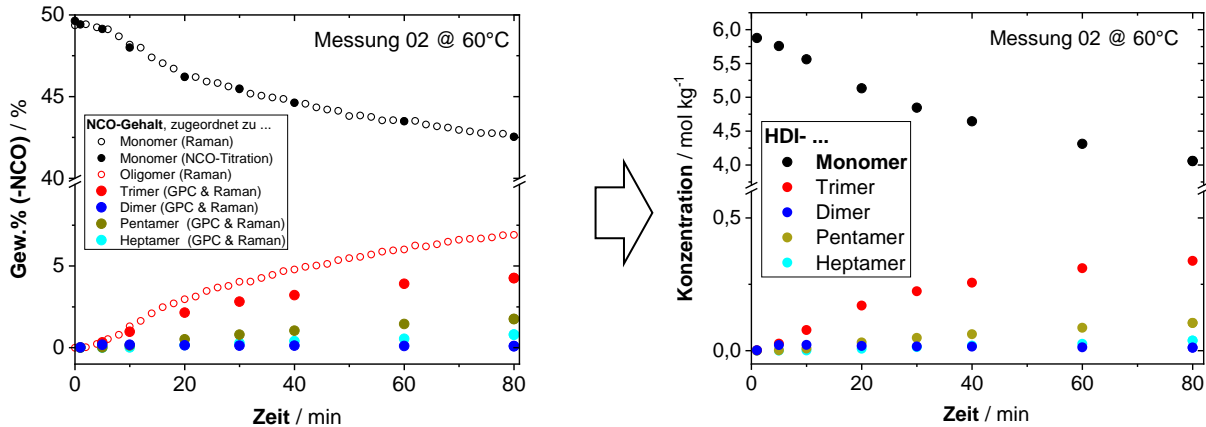 Messung 02 @ 60°C
50
45
40
5
0
Gew.% (-NCO) / %
NCO-Gehalt, zugeordnet zu ...
Monomer (Raman)
Monomer (NCO-Titration)
Oligomer (Raman)
Trimer (GPC & Raman)
Dimer (GPC & Raman)
Pentamer (GPC & Raman)
Heptamer (GPC & Raman)
0 20 40 60 80
Zeit / min
Messung 02 @ 60°C
6,0
5,5
5,0
4,5
4,0
0,5
0,0
Konzentration / mol kg⁻¹
HDI- ...
Monomer
Trimer
Dimer
Pentamer
Heptamer
0 20 40 60 80
Zeit / min